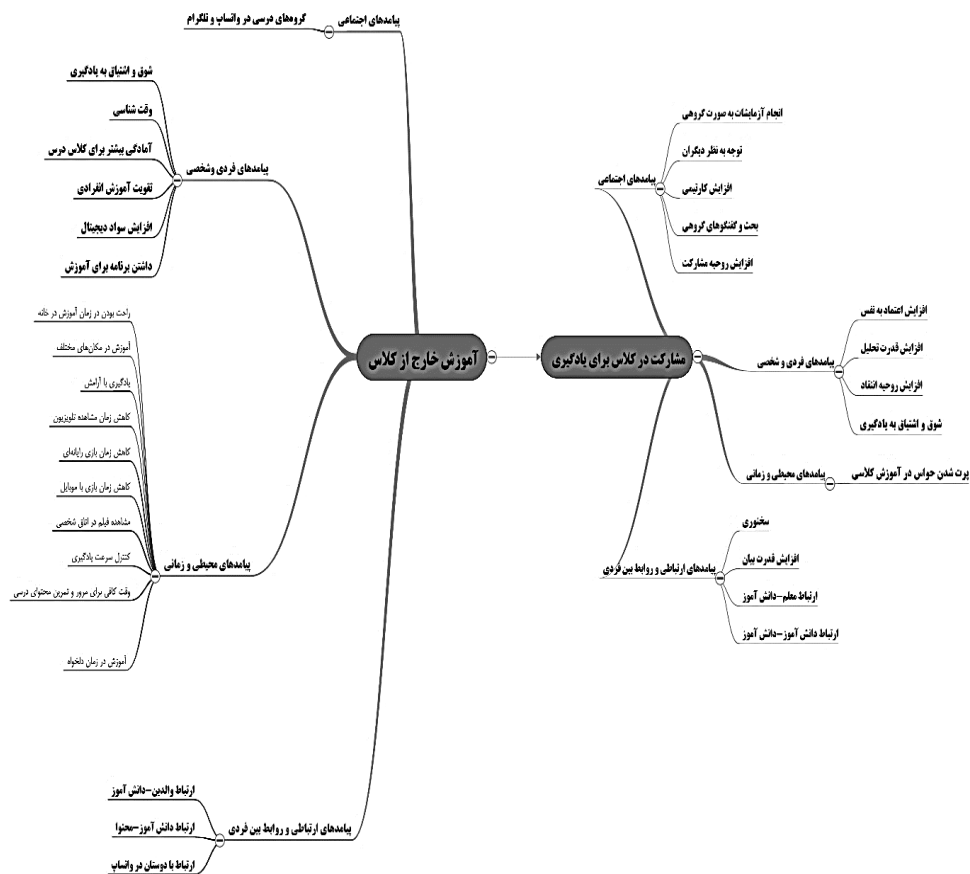 آموزش خارج از کلاس
پیامدهای اجتماعی
گروه‌های درسی در واتساپ و تلگرام
پیامدهای فردی وشخصی
شوق و اشتیاق به یادگیری
وقت شناسی
آمادگی بیشتر برای کلاس درس
تقویت آموزش انفرادی
افزایش سواد دیجیتال
داشتن برنامه برای آموزش
پیامدهای محیطی و زمانی
راحت بودن در زمان آموزش در خانه
آموزش در مکان‌های مختلف
یادگیری با آرامش
کاهش زمان مشاهده تلویزیون
کاهش زمان بازی رایانه‌ای
کاهش زمان بازی با موبایل
مشاهده فیلم در اتاق شخصی
کنترل سرعت یادگیری
وقت کافی برای مرور و تمرین محتوای درسی
آموزش در زمان دلخواه
پیامدهای ارتباطی و روابط بین فردی
ارتباط والدین-دانش آموز
ارتباط دانش آموز-محتوا
ارتباط با دوستان در واتساپ
مشارکت در کلاس برای یادگیری
پیامدهای اجتماعی
انجام آزمایشات به صورت گروهی
توجه به نظر دیگران
افزایش کارتیمی
بحث و گفتگوهای گروهی
افزایش روحیه مشارکت
پیامدهای فردی و شخصی
افزایش اعتماد به نفس
افزایش قدرت تحلیل
افزایش روحیه انتقاد
شوق و اشتیاق به یادگیری
پیامدهای محیطی و زمانی
پرت شدن حواس در آموزش کلاسی
پیامدهای ارتباطی و روابط بین فردی
سخنوری
افزایش قدرت بیان
ارتباط معلم-دانش آموز
ارتباط دانش آموز-دانش آموز